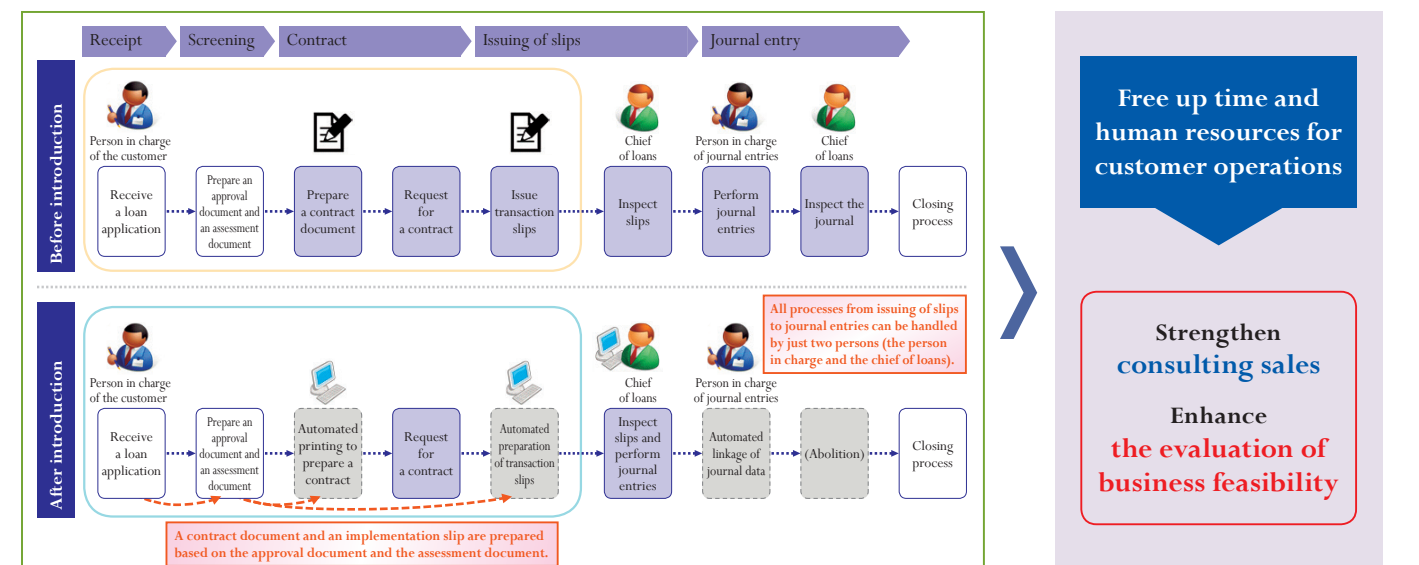 Receipt
Screening
Contract
Issuing of slips
Journal entry
Before introduction
Person in charge
of the customer
Chief
of loans
Person in charge
of journal entries
Chief
of loans
Receive
a loan
application
Prepare an
approval
document and
an assessment
document
Prepare
a contract
document
Request
for
a contract
Issue
transaction
slips
Inspect
slips
Perform
journal
entries
Inspect the
journal
Closing
process
After introduction
All processes from issuing of slips
to journal entries can be handled
by just two persons (the person
in charge and the chief of loans).
Person in charge
of the customer
Chief
of loans
Person in charge
of journal entries
Receive
a loan
application
Prepare an
approval
document and
an assessment
document
Automated
printing to
prepare a
contract
Request
for
a contract
Automated
preparation
of transaction
slips
Inspect
slips and
perform
journal
entries
Automated
linkage of
journal data
(Abolition)
Closing
process
A contract document and an implementation slip are prepared
based on the approval document and the assessment document.
Free up time and
human resources for
customer operations
Strengthen
consulting sales
Enhance
the evaluation of
business feasibility